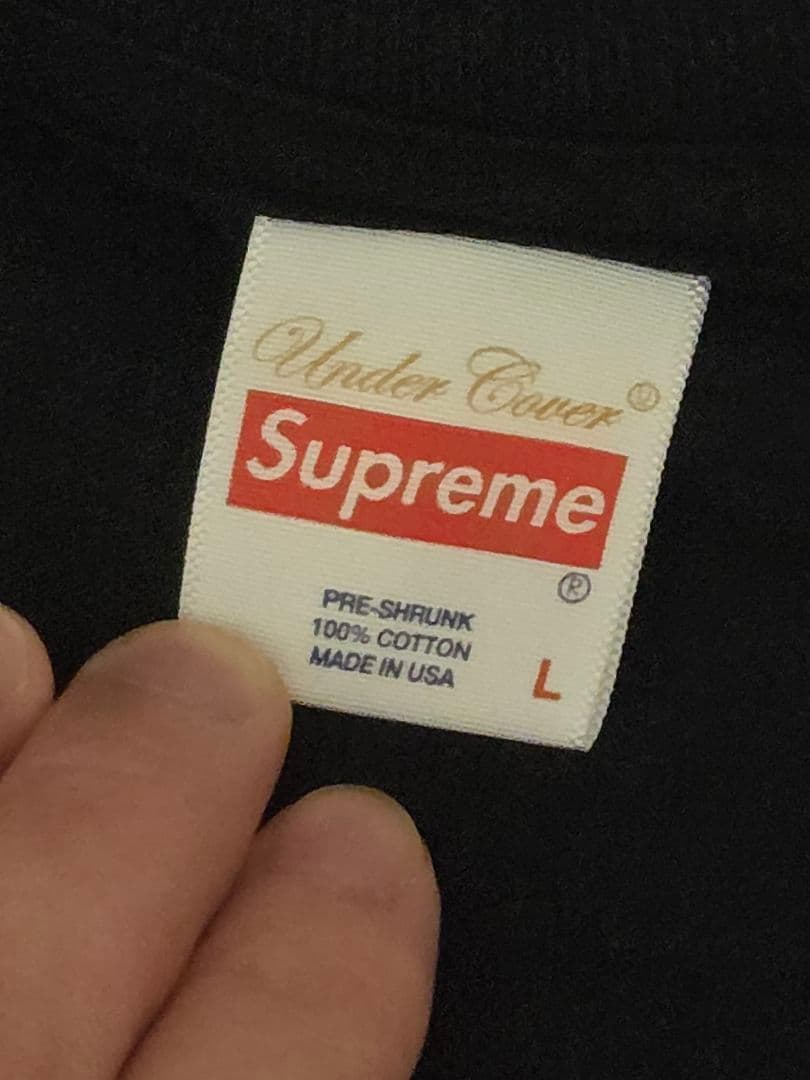 Under Cover®
Supreme
®
PRE-SHRUNK
100% COTTON
MADE IN USA
L